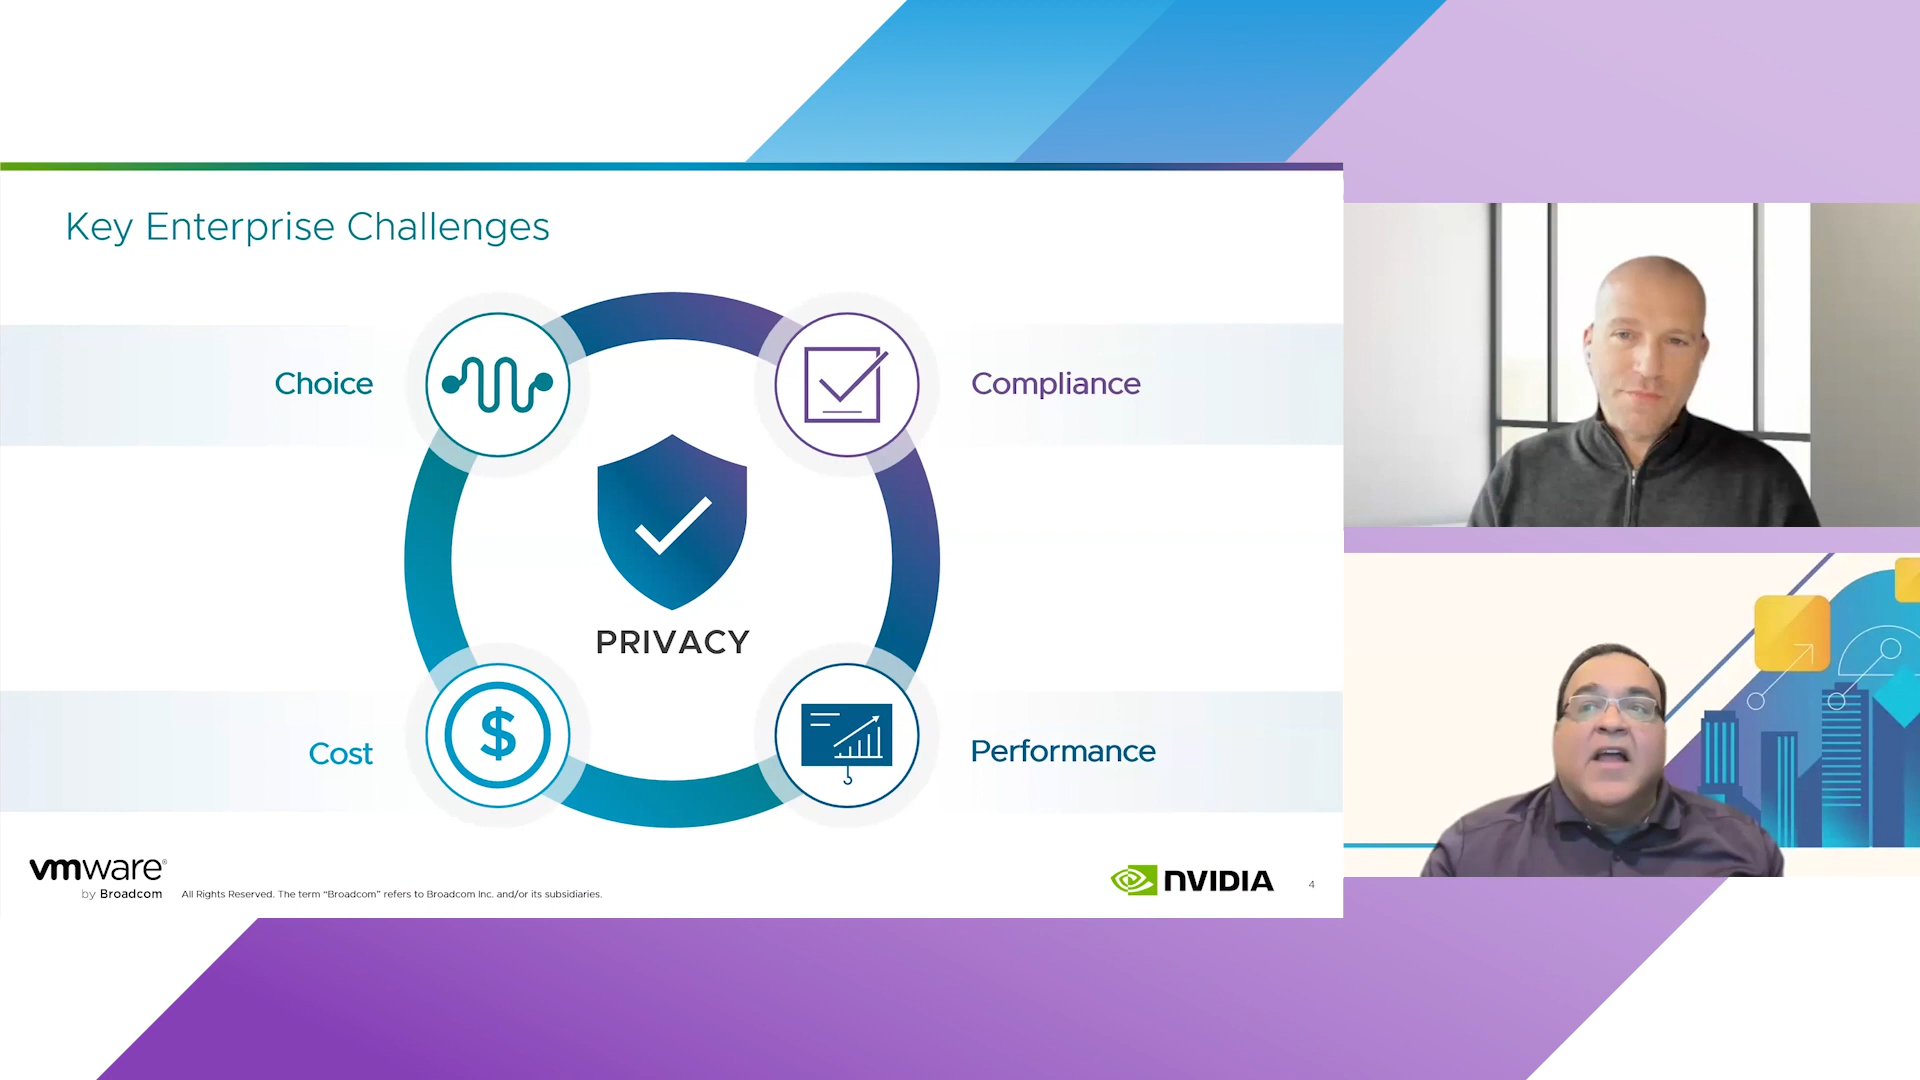 Key Enterprise Challenges
Choice
Compliance
PRIVACY
Cost
$
Performance
vmware®
by Broadcom
All Rights Reserved. The term “Broadcom” refers to Broadcom Inc. and/or its subsidiaries.
NVIDIA
4